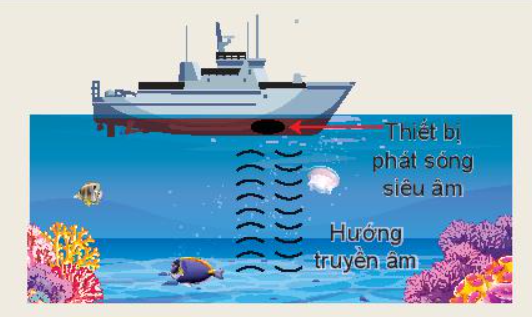 Thiết bị
phát sóng
siêu âm
Hướng
truyền âm